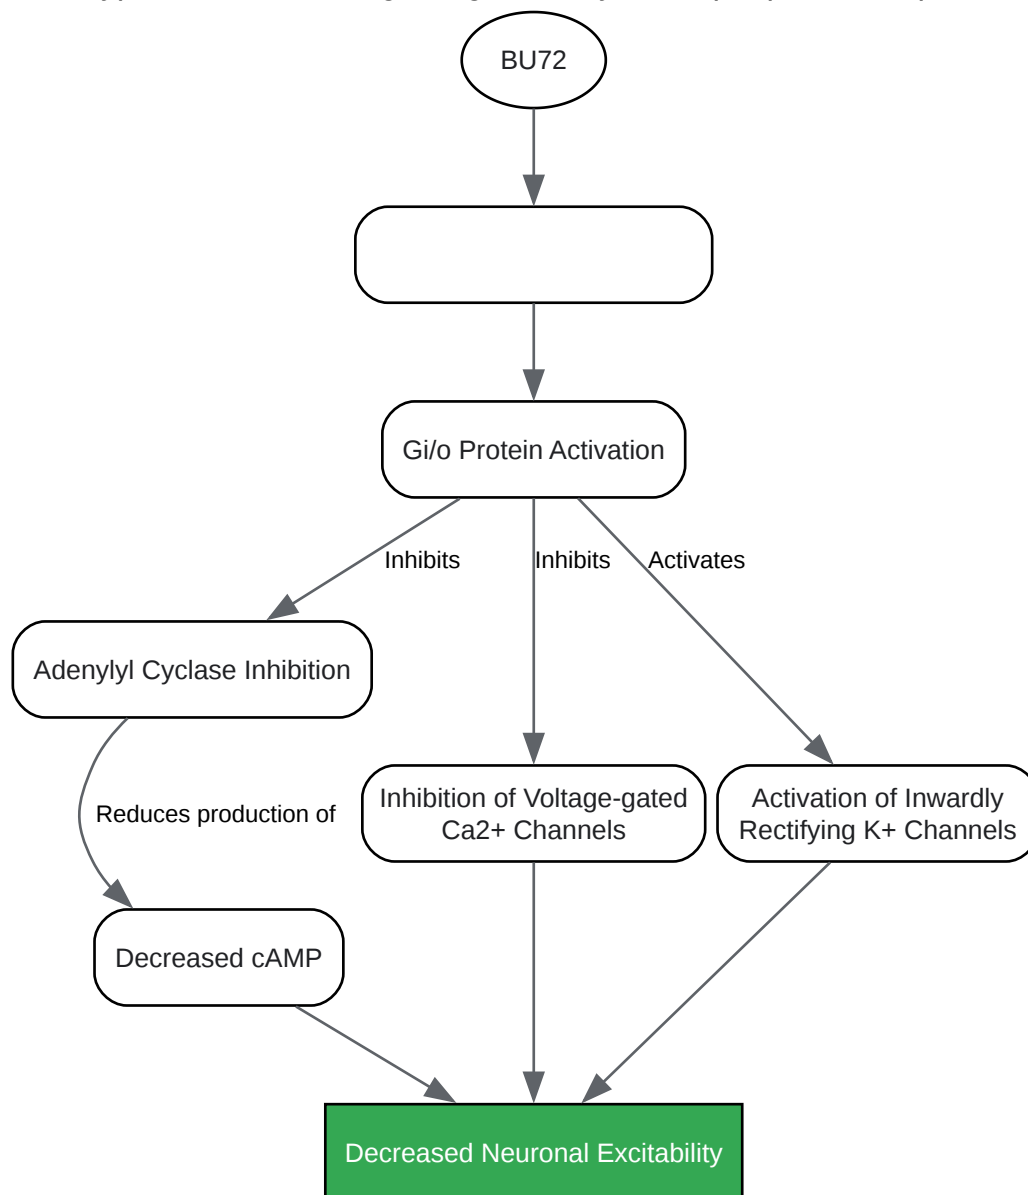 BU72
Gi/o Protein Activation
Inhibits
Inhibits
Activates
Adenylyl Cyclase Inhibition
Reduces production of
Inhibition of Voltage-gated
Ca2+ Channels
Activation of Inwardly
Rectifying K+ Channels
Decreased cAMP
Decreased Neuronal Excitability